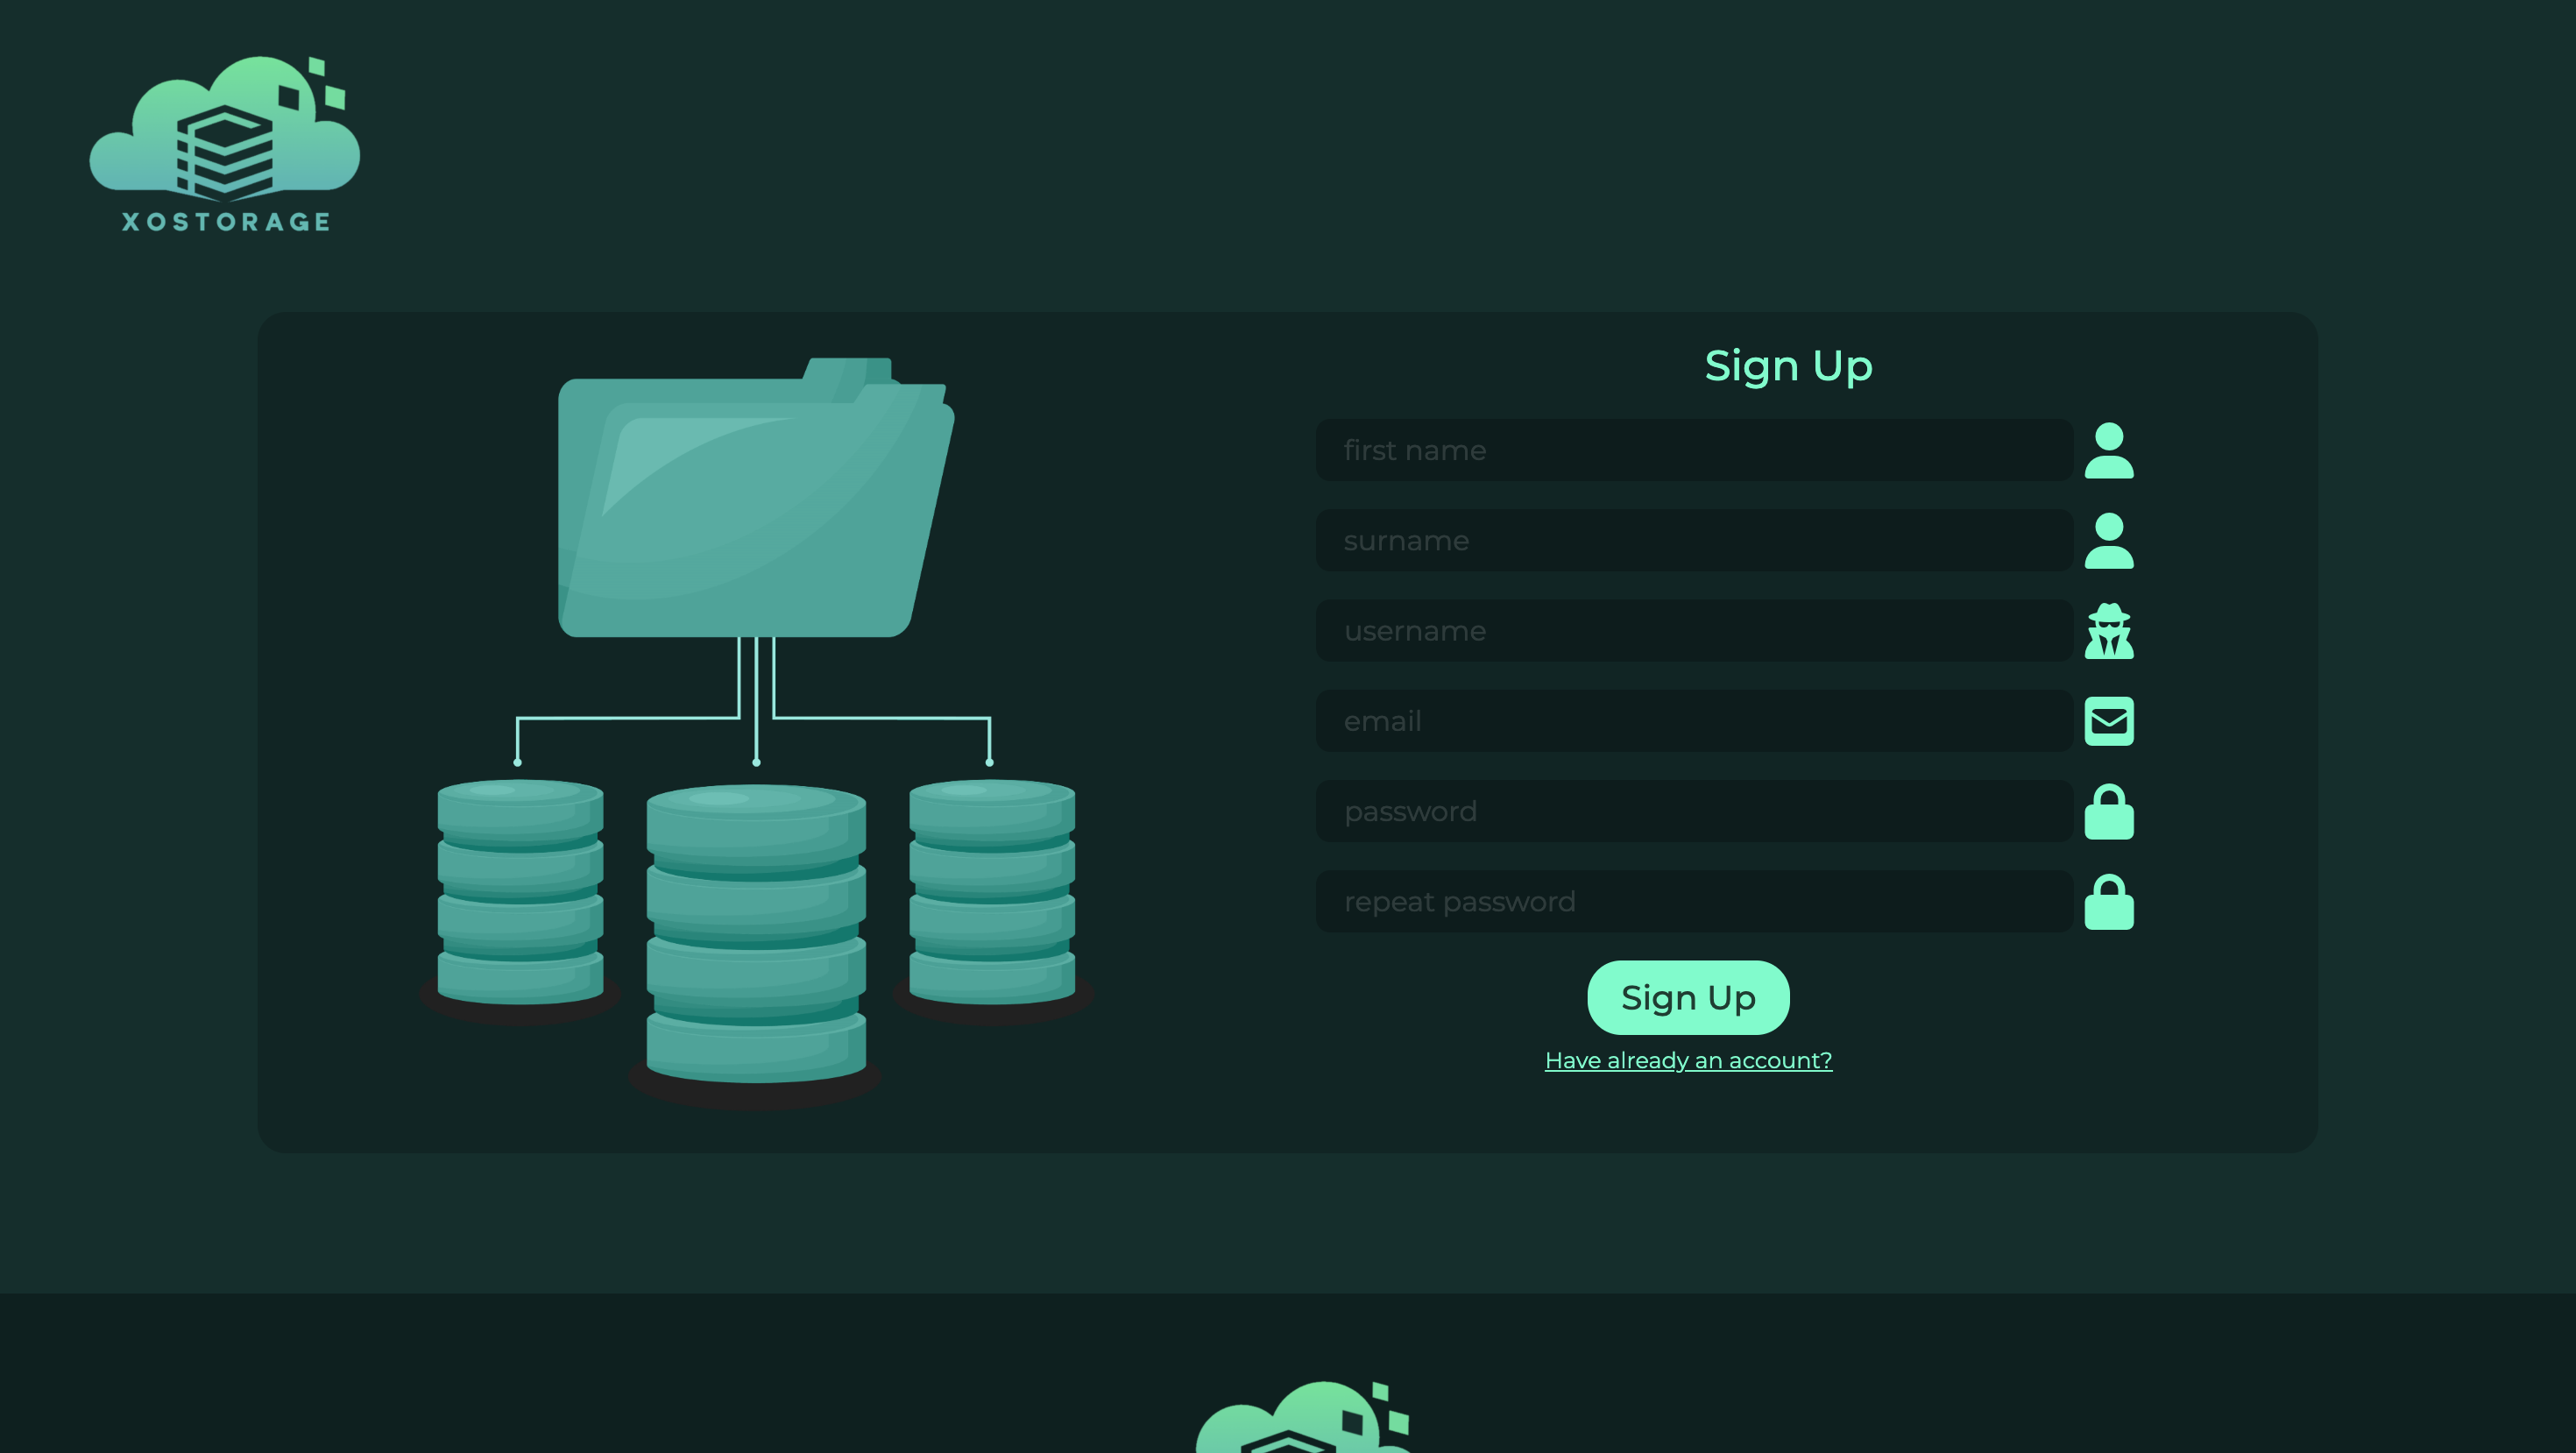 XOSTORAGE
Sign Up
first name
surname
username
email
password
repeat password
Sign Up
Have already an account?